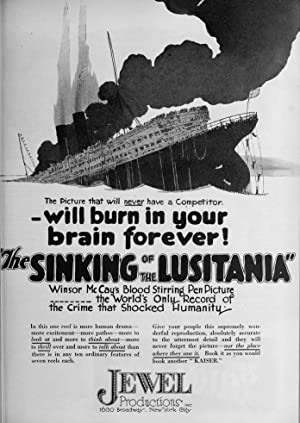 The Picture that will never have a Competitor.
-will burn in your
brain forever!
"The SINKING OF THE LUSITANIA"
Winsor McCay's Blood Stirring Pen Picture
the World's Only Record of
the Crime that Shocked Humanity
In this one reel is more human drama—
more excitement—more pathos—more to
look at and more to think about—more
to thrill over and more to talk about than
there is in any ten ordinary features of
seven reels each.
Give your people this supremely won-
derful reproduction, absolutely accurate
to the uttermost detail and they will
never forget the picture—nor the place
where they saw it. Book it as you would
book another "KAISER."
JEWEL
Productions, INC.
1600 Broadway. New York City